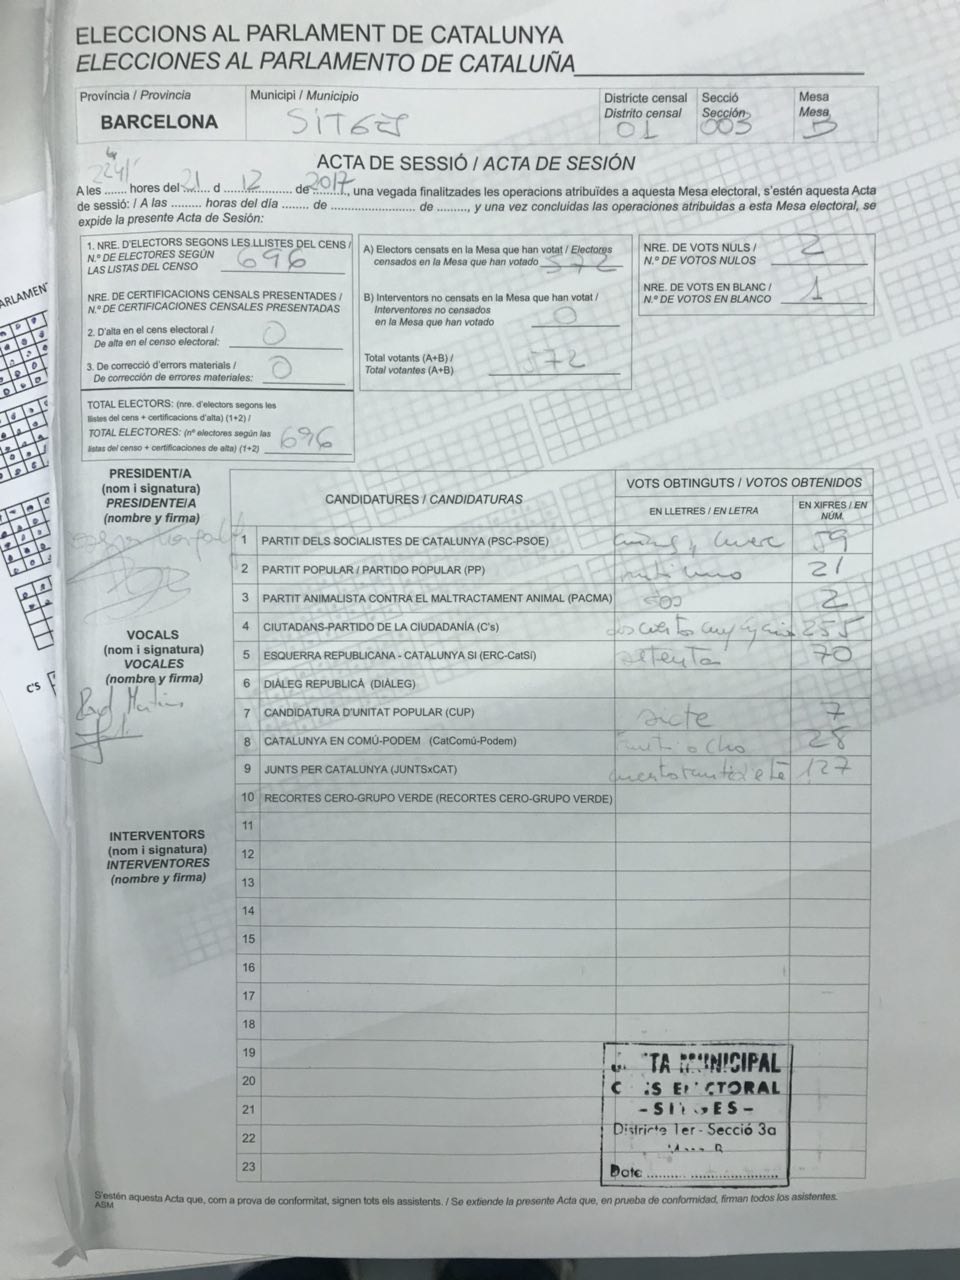 ELECCIONS AL PARLAMENT DE CATALUNYA
ELECCIONES AL PARLAMENTO DE CATALUÑA
Província / Provincia
BARCELONA
Municipi / Municipio
SITGES
Districte censal
Distrito censal
01
Secció
Sección
003
Mesa
Mesa
B
ACTA DE SESSIÓ / ACTA DE SESIÓN
A les ....... hores del 21 d 12 de 2017, una vegada finalitzades les operacions atribuïdes a aquesta Mesa electoral, s'estén aquesta Acta
de sessió: / A las ......... horas del día ........ de ........................... de ........., y una vez concluidas las operaciones atribuidas a esta Mesa electoral, se
expide la presente Acta de Sesión:
1. NRE. D'ELECTORS SEGONS LES LLISTES DEL CENS /
N.º DE ELECTORES SEGÚN
LAS LISTAS DEL CENSO 696
NRE. DE CERTIFICACIONS CENSALS PRESENTADES /
N.º DE CERTIFICACIONES CENSALES PRESENTADAS
2. D'alta en el cens electoral /
De alta en el censo electoral: 0
3. De correcció d'errors materials /
De corrección de errores materiales: 0
TOTAL ELECTORS: (nre. d'electors segons les
llistes del cens + certificacions d'alta) (1+2) /
TOTAL ELECTORES: (nº electores según las
listas del censo + certificaciones de alta) (1+2) 696
A) Electors censats en la Mesa que han votat / Electores
censados en la Mesa que han votado 572
B) Interventors no censats en la Mesa que han votat /
Interventores no censados
en la Mesa que han votado 0
Total votants (A+B) /
Total votantes (A+B) 572
NRE. DE VOTS NULS /
N.º DE VOTOS NULOS 2
NRE. DE VOTS EN BLANC /
N.º DE VOTOS EN BLANCO 1
PRESIDENT/A
(nom i signatura)
PRESIDENTE/A
(nombre y firma)
VOCALS
(nom i signatura)
VOCALES
(nombre y firma)
INTERVENTORS
(nom i signatura)
INTERVENTORES
(nombre y firma)
CANDIDATURES / CANDIDATURAS
VOTS OBTINGUTS / VOTOS OBTENIDOS
EN LLETRES / EN LETRA
EN XIFRES / EN NÚM.
1 PARTIT DELS SOCIALISTES DE CATALUNYA (PSC-PSOE) 59
2 PARTIT POPULAR / PARTIDO POPULAR (PP) 21
3 PARTIT ANIMALISTA CONTRA EL MALTRACTAMENT ANIMAL (PACMA) dos 2
4 CIUTADANS-PARTIDO DE LA CIUDADANÍA (C's) 255
5 ESQUERRA REPUBLICANA - CATALUNYA SI (ERC-CatSí) setenta 70
6 DIÀLEG REPUBLICÀ (DIÀLEG)
7 CANDIDATURA D'UNITAT POPULAR (CUP) siete 7
8 CATALUNYA EN COMÚ-PODEM (CatComú-Podem) 28
9 JUNTS PER CATALUNYA (JUNTSxCAT) 127
10 RECORTES CERO-GRUPO VERDE (RECORTES CERO-GRUPO VERDE)
11
12
13
14
15
16
17
18
19
20
21
22
23
TA MUNICIPAL
ELECTORAL
- SITGES -
Districte 1er - Secció 3a
Data
S'estén aquesta Acta que, com a prova de conformitat, signen tots els assistents. / Se extiende la presente Acta que, en prueba de conformidad, firman todos los asistentes.
ASM
C'S